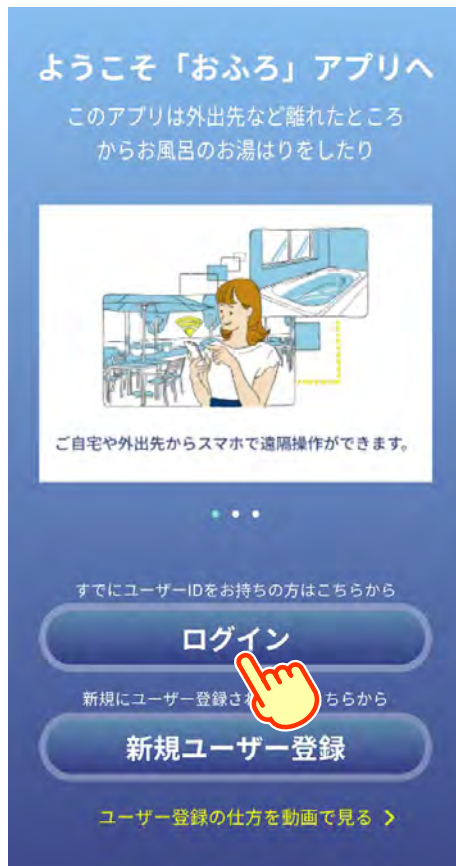 ようこそ「おふろ」アプリへ
このアプリは外出先など離れたところ
からお風呂のお湯はりをしたり
ご自宅や外出先からスマホで遠隔操作ができます。
すでにユーザーIDをお持ちの方はこちらから
ログイン
新規にユーザー登録さ ちらから
新規ユーザー登録
ユーザー登録の仕方を動画で見る >